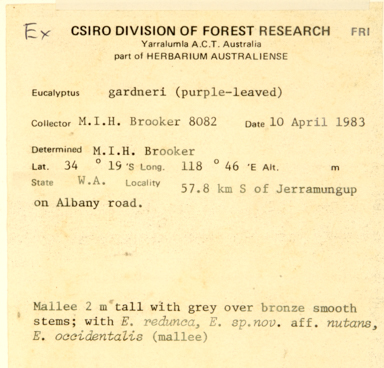 Ex CSIRO DIVISION OF FOREST RESEARCH FRI
Yarralumla A.C.T. Australia
part of HERBARIUM AUSTRALIENSE
Eucalyptus gardneri (purple-leaved)
Collector M.I.H. Brooker 8082 Date 10 April 1983
Determined M.I.H. Brooker
Lat. 34 ° 19 'S Long. 118 ° 46 'E Alt. m
State W.A. Locality 57.8 km S of Jerramungup
on Albany road.
Mallee 2 m tall with grey over bronze smooth
stems; with E. redunca, E. sp.nov. aff. nutans,
E. occidentalis (mallee)